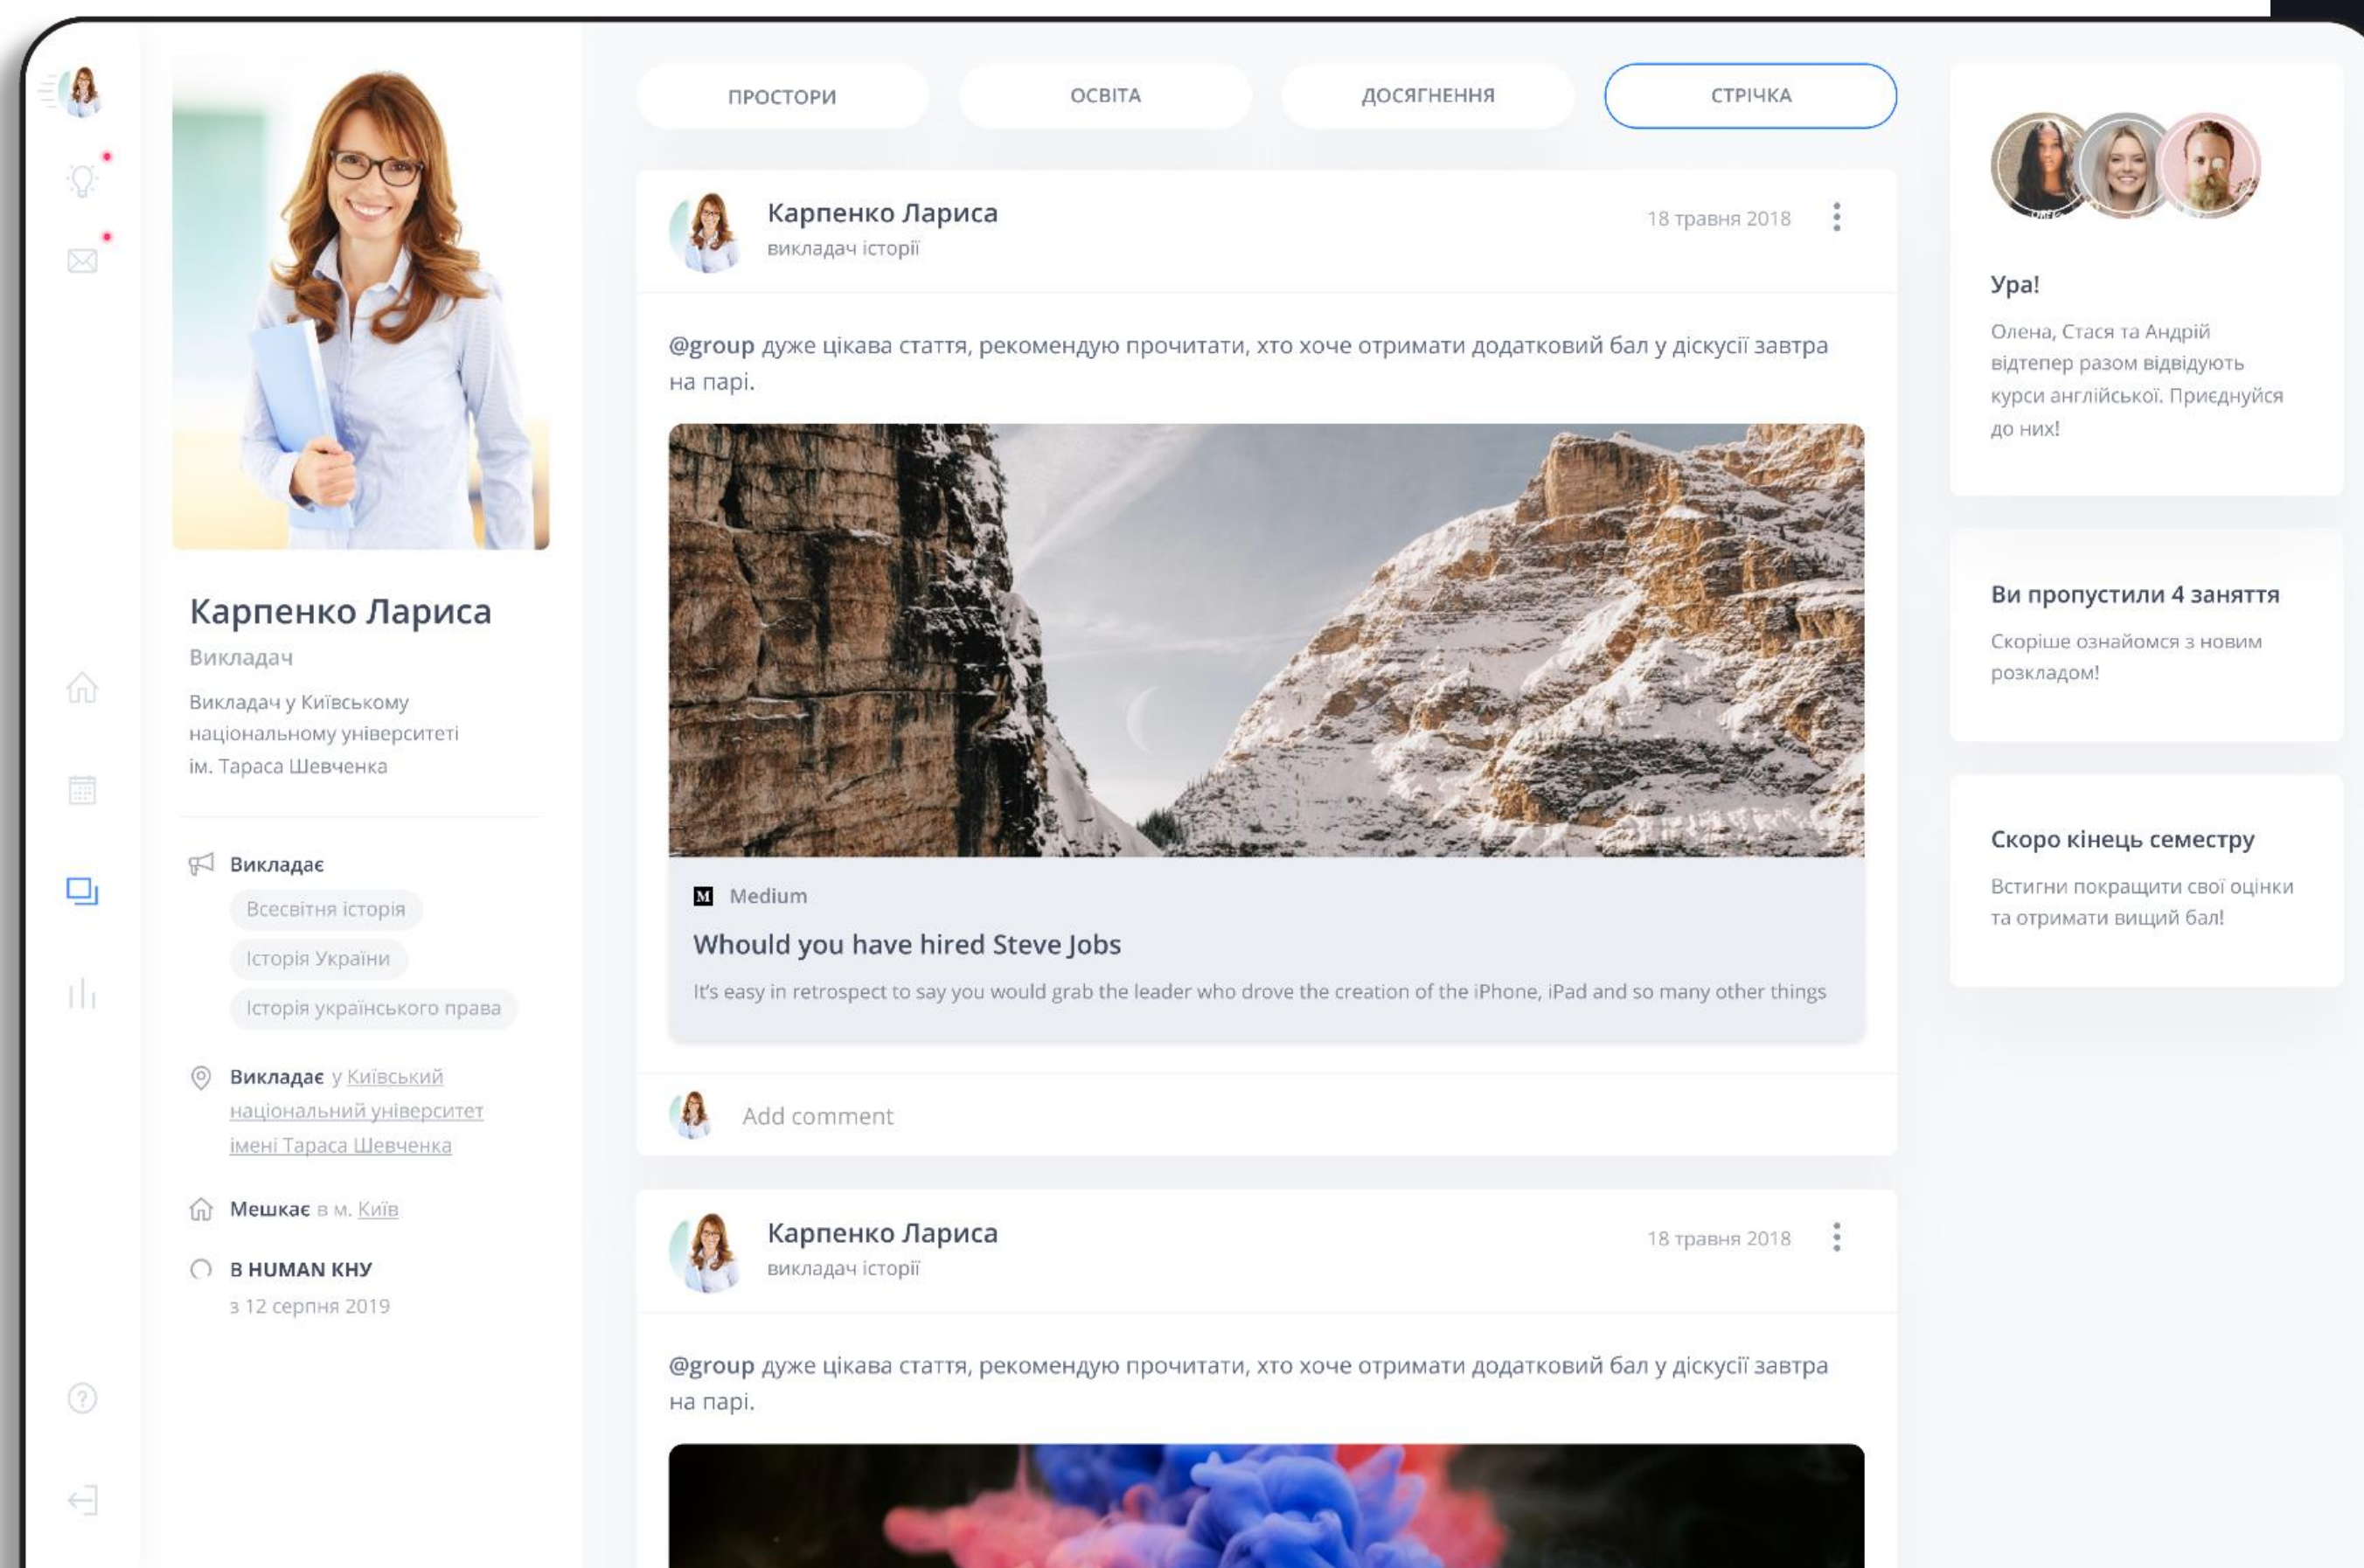 Карпенко Лариса
Викладач
Викладач у Київському
національному університеті
ім. Тараса Шевченка
Викладає
Всесвітня історія
Історія України
Історія українського права
Викладає у Київський
національний університет
імені Тараса Шевченка
Мешкає в м. Київ
В HUMAN КНУ
з 12 серпня 2019
ПРОСТОРИ
ОСВІТА
ДОСЯГНЕННЯ
СТРІЧКА
Карпенко Лариса
викладач історії
18 травня 2018
@group дуже цікава стаття, рекомендую прочитати, хто хоче отримати додатковий бал у діскусії завтра
на парі.
M Medium
Whould you have hired Steve Jobs
It's easy in retrospect to say you would grab the leader who drove the creation of the iPhone, iPad and so many other things
Add comment
Карпенко Лариса
викладач історії
18 травня 2018
@group дуже цікава стаття, рекомендую прочитати, хто хоче отримати додатковий бал у діскусії завтра
на парі.
Ура!
Олена, Стася та Андрій
відтепер разом відвідують
курси англійської. Приєднуйся
до них!
Ви пропустили 4 заняття
Скоріше ознайомся з новим
розкладом!
Скоро кінець семестру
Встигни покращити свої оцінки
та отримати вищий бал!